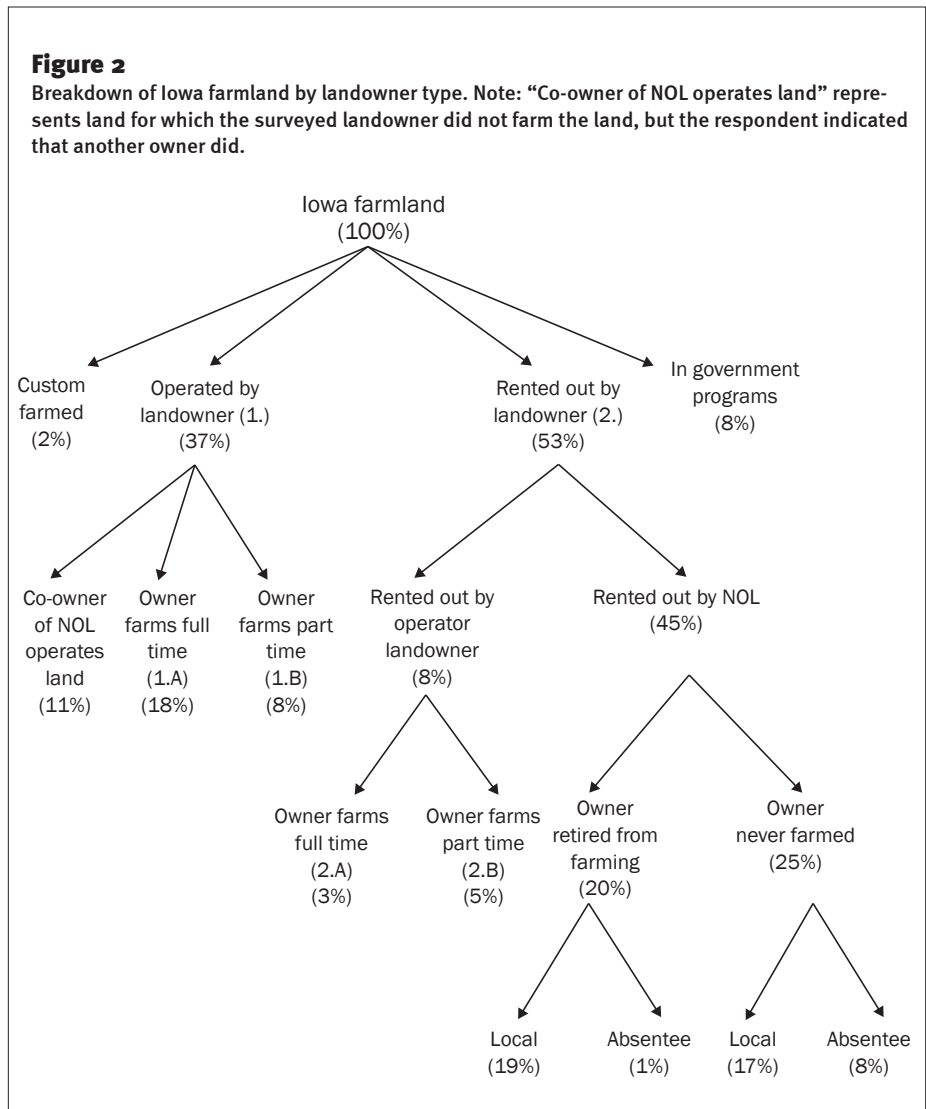 Figure 2
Breakdown of Iowa farmland by landowner type. Note: “Co-owner of NOL operates land” repre-
sents land for which the surveyed landowner did not farm the land, but the respondent indicated
that another owner did.
Iowa farmland
(100%)
Custom
farmed
(2%)
Operated by
landowner (1.)
(37%)
Rented out by
landowner (2.)
(53%)
In government
programs
(8%)
Co-owner
of NOL
operates
land
(11%)
Owner
farms full
time
(1.A)
(18%)
Owner
farms part
time
(1.B)
(8%)
Rented out by
operator
landowner
(8%)
Rented out by NOL
(45%)
Owner farms
full time
(2.A)
(3%)
Owner farms
part time
(2.B)
(5%)
Owner
retired from
farming
(20%)
Owner
never farmed
(25%)
Local
(19%)
Absentee
(1%)
Local
(17%)
Absentee
(8%)